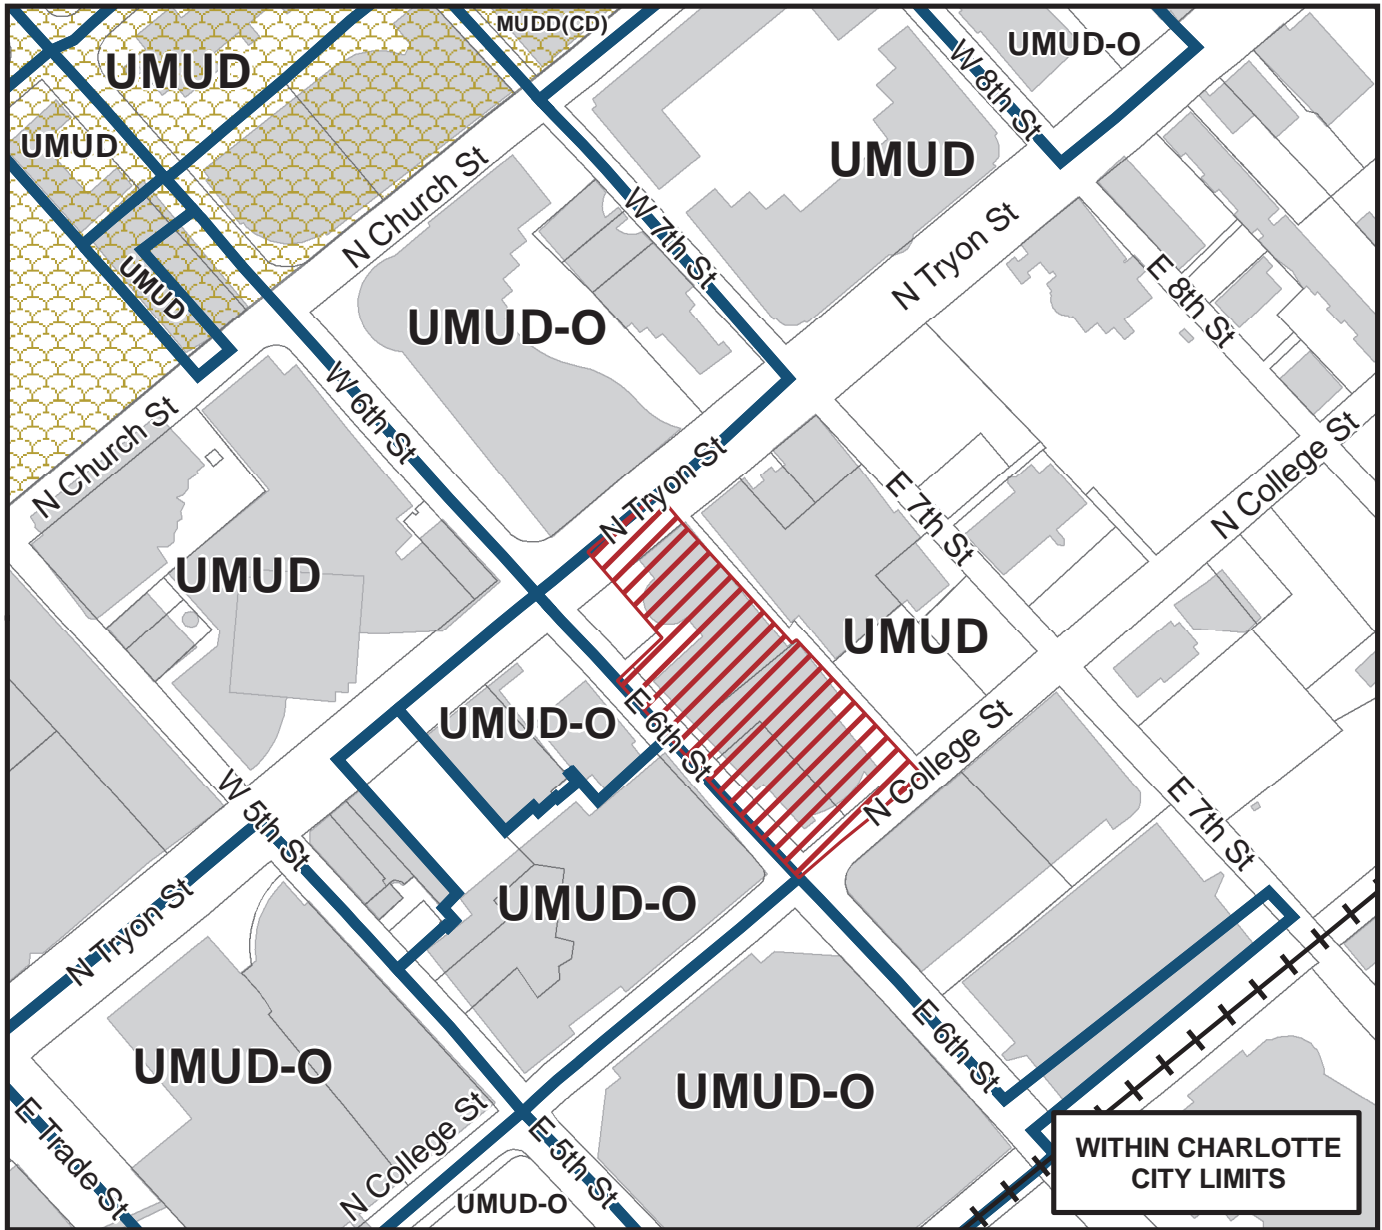 MUDD(CD)
UMUD
UMUD-O
W 8th St
UMUD
UMUD
N Church St
W 7th St
N Tryon St
UMUD
E 8th St
UMUD-O
W 6th St
N Church St
N Tryon St
E 7th St
N College St
UMUD
UMUD
UMUD-O
E 6th St
N College St
W 5th St
E 7th St
UMUD-O
N Tryon St
E 6th St
UMUD-O
UMUD-O
E Trade St
N College St
E 5th St
UMUD-O
WITHIN CHARLOTTE
CITY LIMITS